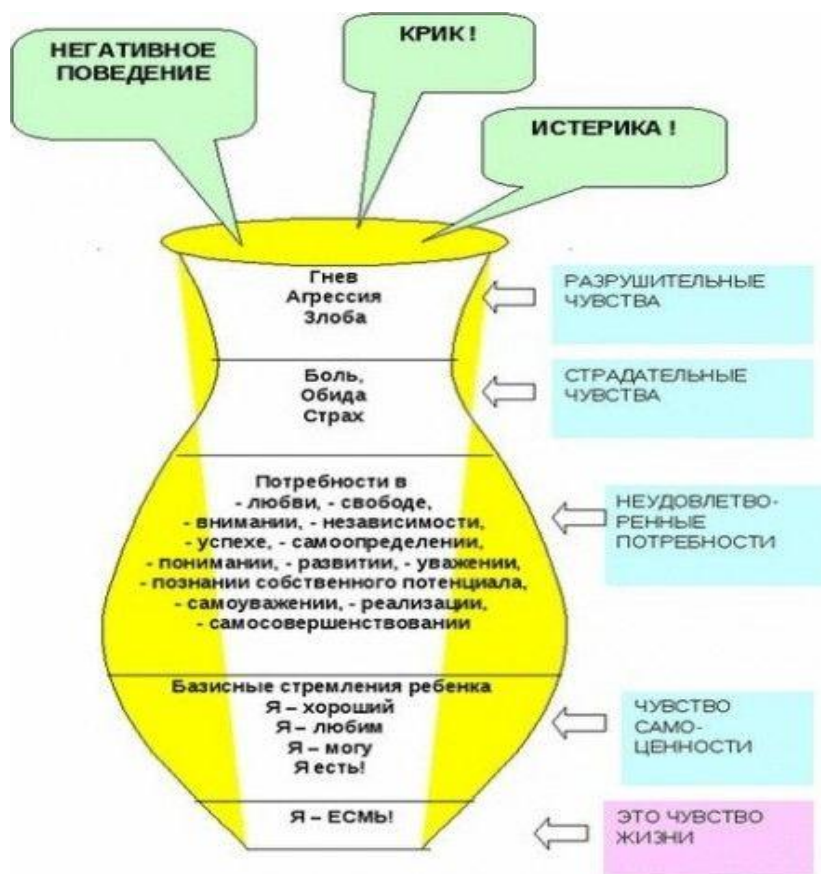 НЕГАТИВНОЕ
ПОВЕДЕНИЕ
КРИК !
ИСТЕРИКА !
Гнев
Агрессия
Злоба
РАЗРУШИТЕЛЬНЫЕ
ЧУВСТВА
Боль,
Обида
Страх
СТРАДАТЕЛЬНЫЕ
ЧУВСТВА
Потребности в
- любви, - свободе,
- внимании, - независимости,
- успехе, - самоопределении,
- понимании, - развитии, - уважении,
- познании собственного потенциала,
- самоуважении, - реализации,
- самосовершенствовании
НЕУДОВЛЕТВО-
РЕННЫЕ
ПОТРЕБНОСТИ
Базисные стремления ребенка
Я – хороший
Я – любим
Я – могу
Я есть!
ЧУВСТВО
САМО-
ЦЕННОСТИ
Я – ЕСМЬ!
ЭТО ЧУВСТВО
ЖИЗНИ